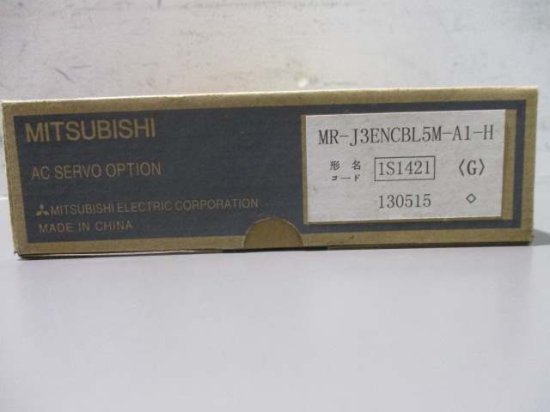 MITSUBISHI
AC SERVO OPTION
MITSUBISHI ELECTRIC CORPORATION
MADE IN CHINA
MR-J3ENCBL5M-A1-H
形名
コード 1S1421 〈G〉
130515 ◇